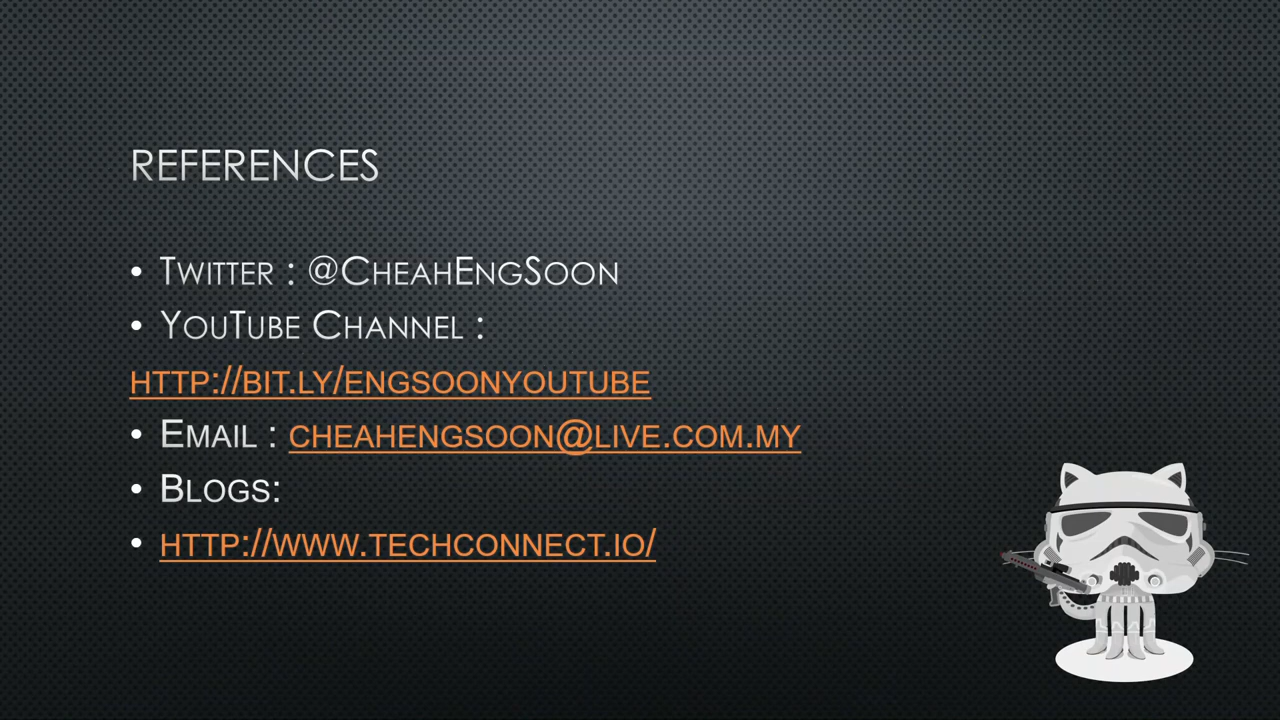 REFERENCES
• TWITTER : @CHEAHENGSOON
• YOUTUBE CHANNEL :
HTTP://BIT.LY/ENGSOONYOUTUBE
• EMAIL : CHEAHENGSOON@LIVE.COM.MY
• BLOGS:
• HTTP://WWW.TECHCONNECT.IO/